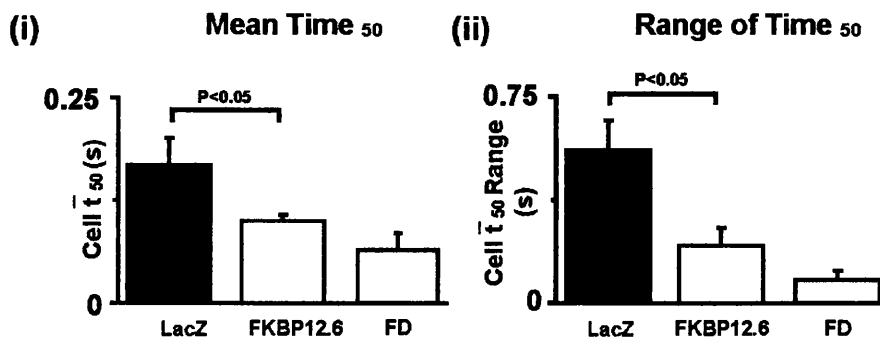 (i) Mean Time 50
P<0.05
0.25
Cell t̄ 50 (s)
0
LacZ FKBP12.6 FD
(ii) Range of Time 50
P<0.05
0.75
Cell t̄ 50 Range
(s)
0
LacZ FKBP12.6 FD